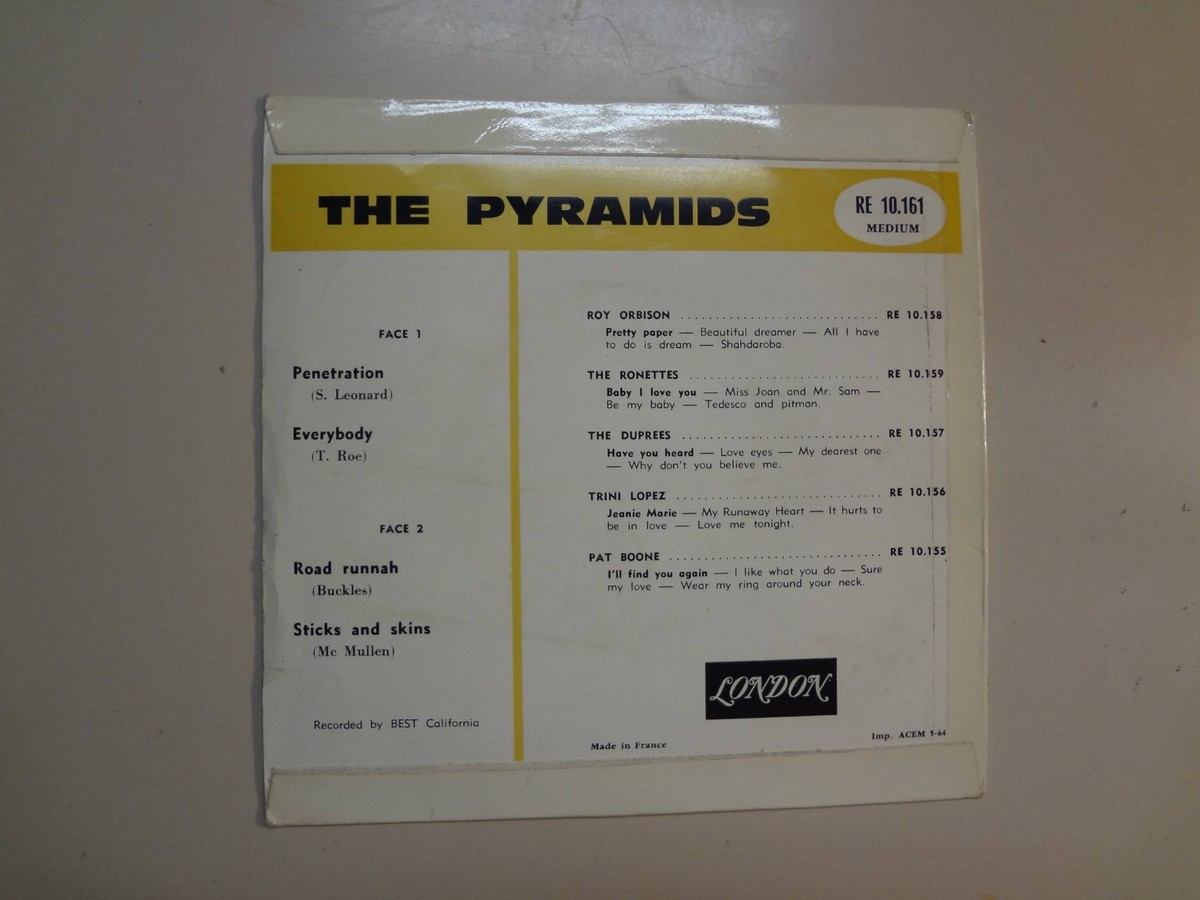 THE PYRAMIDS
RE 10.161
MEDIUM
FACE 1
Penetration
(S. Leonard)
Everybody
(T. Roe)
FACE 2
Road runnah
(Buckles)
Sticks and skins
(Mc Mullen)
Recorded by BEST California
ROY ORBISON ............................ RE 10.158
Pretty paper — Beautiful dreamer — All I have
to do is dream — Shahdaroba.
THE RONETTES ........................... RE 10.159
Baby I love you — Miss Joan and Mr. Sam —
Be my baby — Tedesco and pitman.
THE DUPREES ............................ RE 10.157
Have you heard — Love eyes — My dearest one
— Why don't you believe me.
TRINI LOPEZ ............................. RE 10.156
Jeanie Marie — My Runaway Heart — It hurts to
be in love — Love me tonight.
PAT BOONE .............................. RE 10.155
I'll find you again — I like what you do — Sure
my love — Wear my ring around your neck.
LONDON
Made in France
Imp. ACEM 5-64